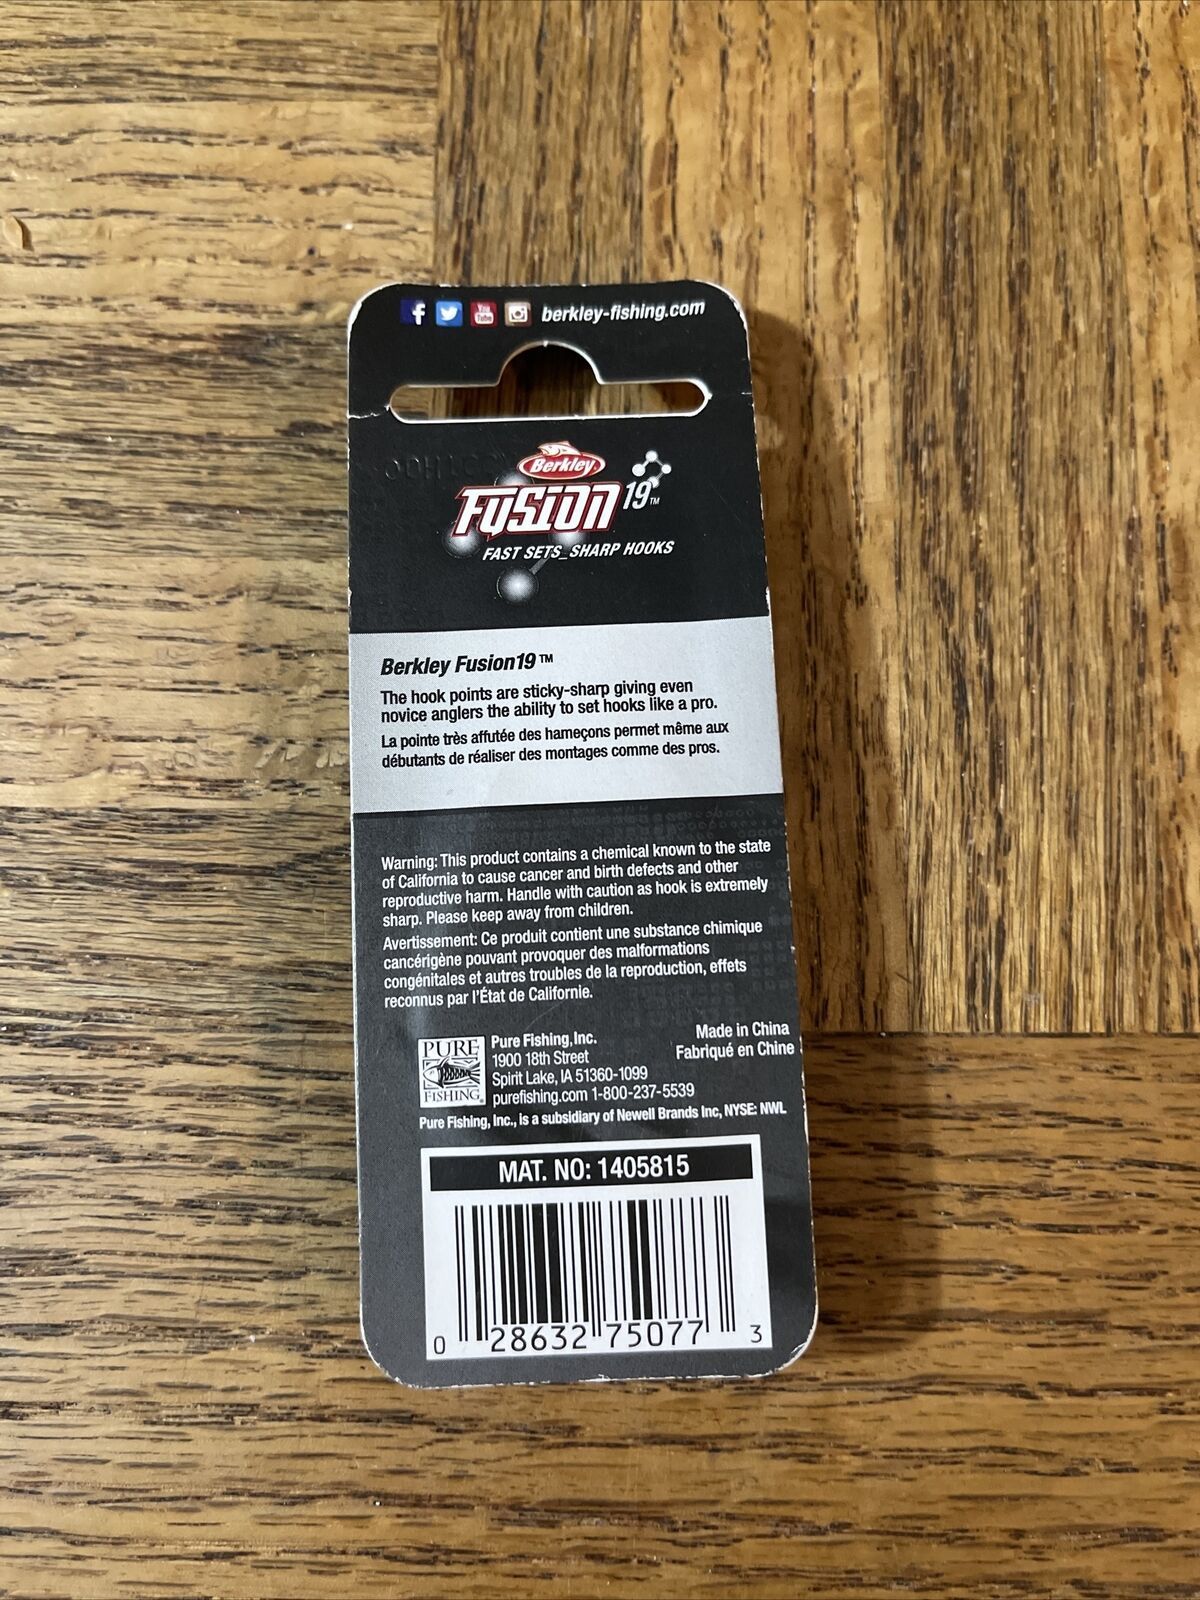 f You Tube berkley-fishing.com
Berkley
FUSION 19™
FAST SETS_SHARP HOOKS
Berkley Fusion19™
The hook points are sticky-sharp giving even
novice anglers the ability to set hooks like a pro.
La pointe très affutée des hameçons permet même aux
débutants de réaliser des montages comme des pros.
Warning: This product contains a chemical known to the state
of California to cause cancer and birth defects and other
reproductive harm. Handle with caution as hook is extremely
sharp. Please keep away from children.
Avertissement: Ce produit contient une substance chimique
cancérigène pouvant provoquer des malformations
congénitales et autres troubles de la reproduction, effets
reconnus par l'État de Californie.
PURE
FISHING®
Pure Fishing,Inc.
1900 18th Street
Spirit Lake, IA 51360-1099
purefishing.com 1-800-237-5539
Made in China
Fabriqué en Chine
Pure Fishing, Inc., is a subsidiary of Newell Brands Inc, NYSE: NWL
MAT. NO: 1405815
0 28632 75077 3